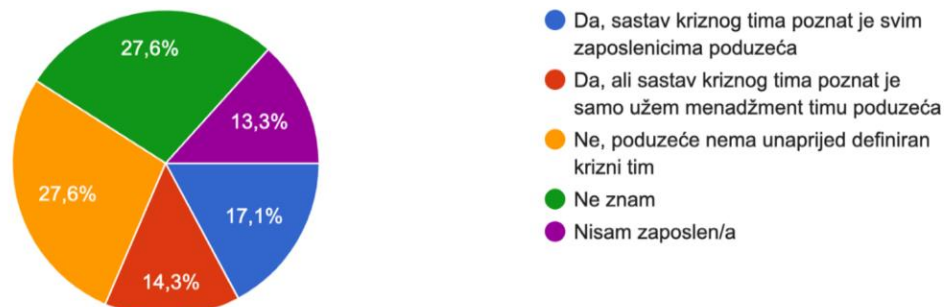 27,6%
13,3%
27,6%
17,1%
14,3%
Da, sastav kriznog tima poznat je svim
zaposlenicima poduzeća
Da, ali sastav kriznog tima poznat je
samo užem menadžment timu poduzeća
Ne, poduzeće nema unaprijed definiran
krizni tim
Ne znam
Nisam zaposlen/a